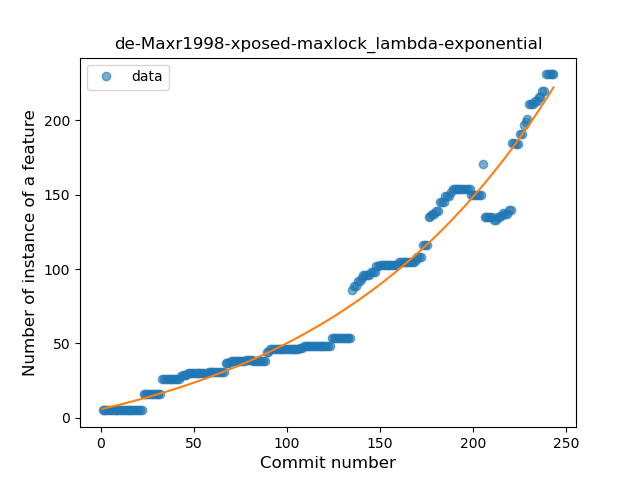 de-Maxr1998-xposed-maxlock_lambda-exponential
data
Number of instance of a feature
200
150
100
50
0
0 50 100 150 200 250
Commit number